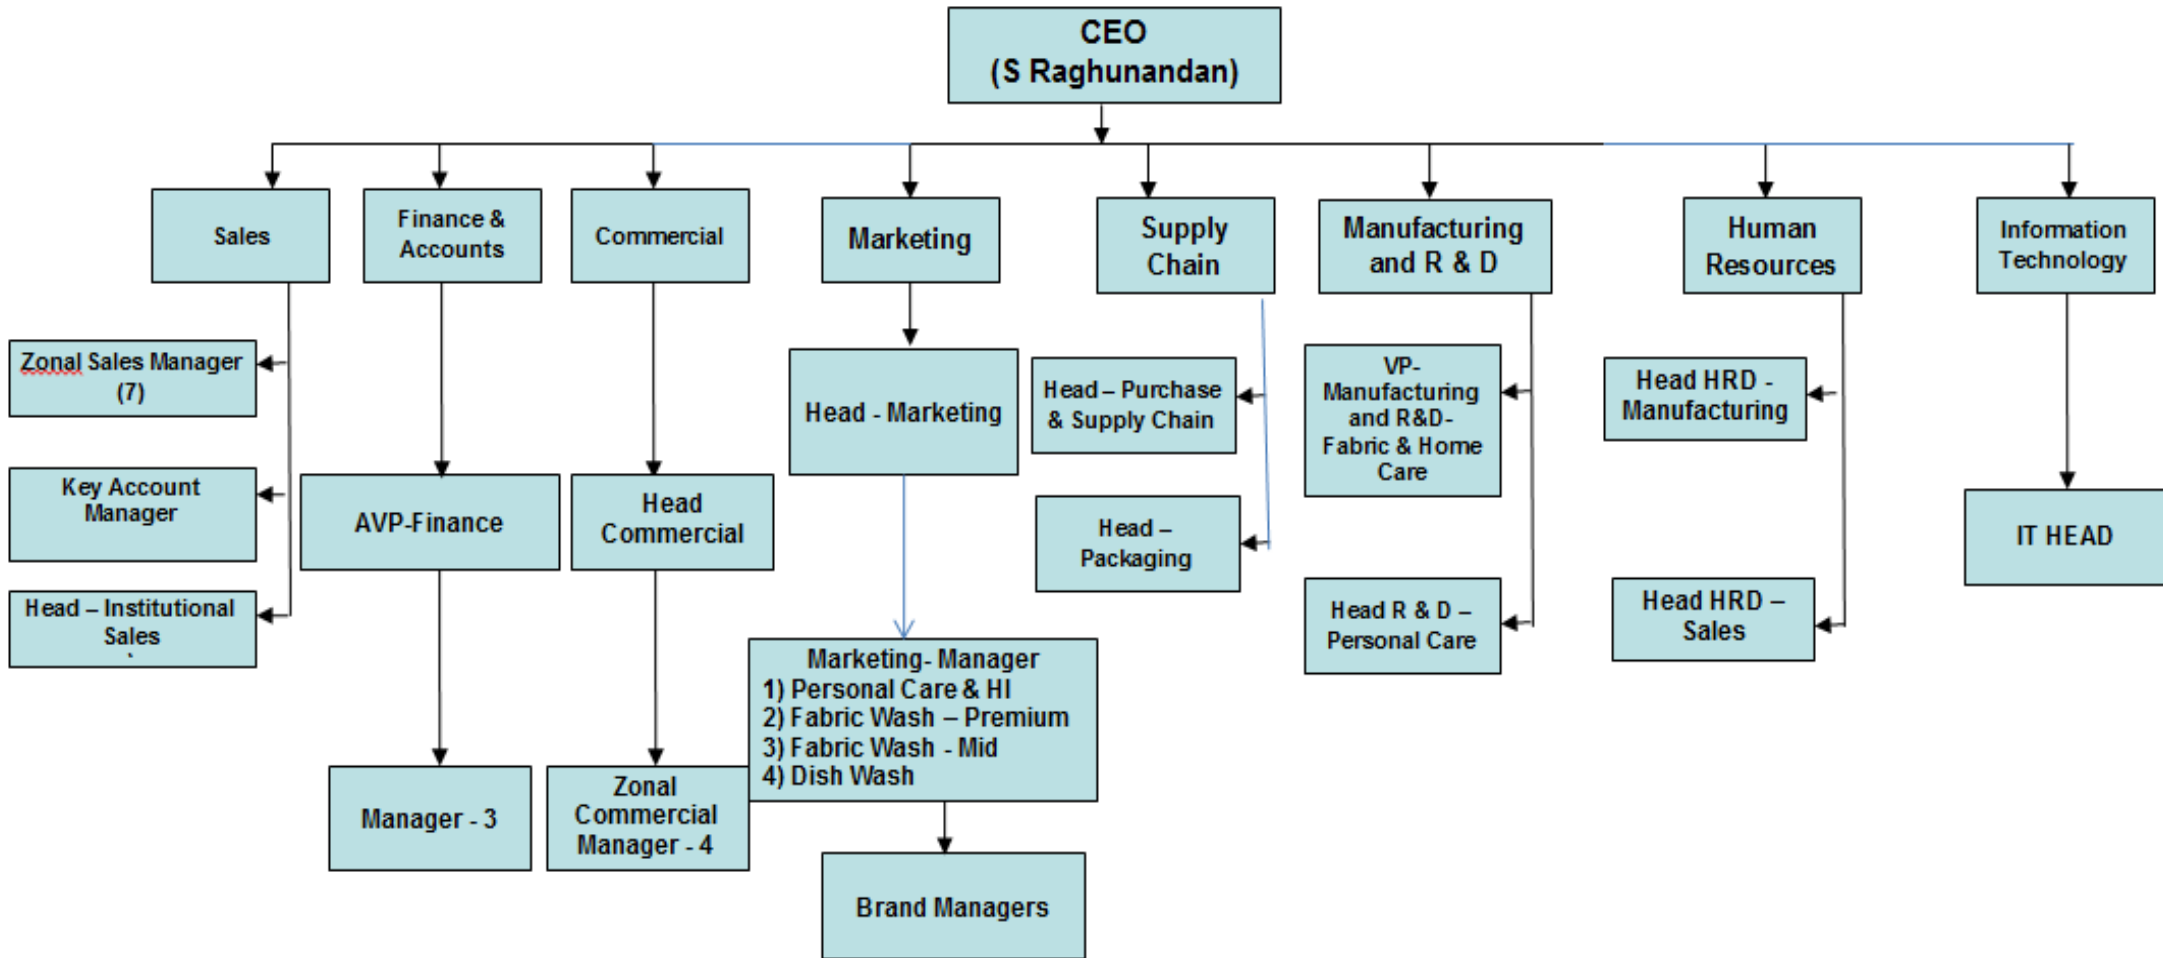 CEO
(S Raghunandan)
Sales
Finance &
Accounts
Commercial
Marketing
Supply
Chain
Manufacturing
and R & D
Human
Resources
Information
Technology
Zonal Sales Manager
(7)
Key Account
Manager
Head – Institutional
Sales
AVP-Finance
Manager - 3
Head
Commercial
Zonal
Commercial
Manager - 4
Head - Marketing
Marketing- Manager
1) Personal Care & HI
2) Fabric Wash – Premium
3) Fabric Wash - Mid
4) Dish Wash
Brand Managers
Head – Purchase
& Supply Chain
Head –
Packaging
VP-
Manufacturing
and R&D-
Fabric & Home
Care
Head R & D –
Personal Care
Head HRD -
Manufacturing
Head HRD –
Sales
IT HEAD